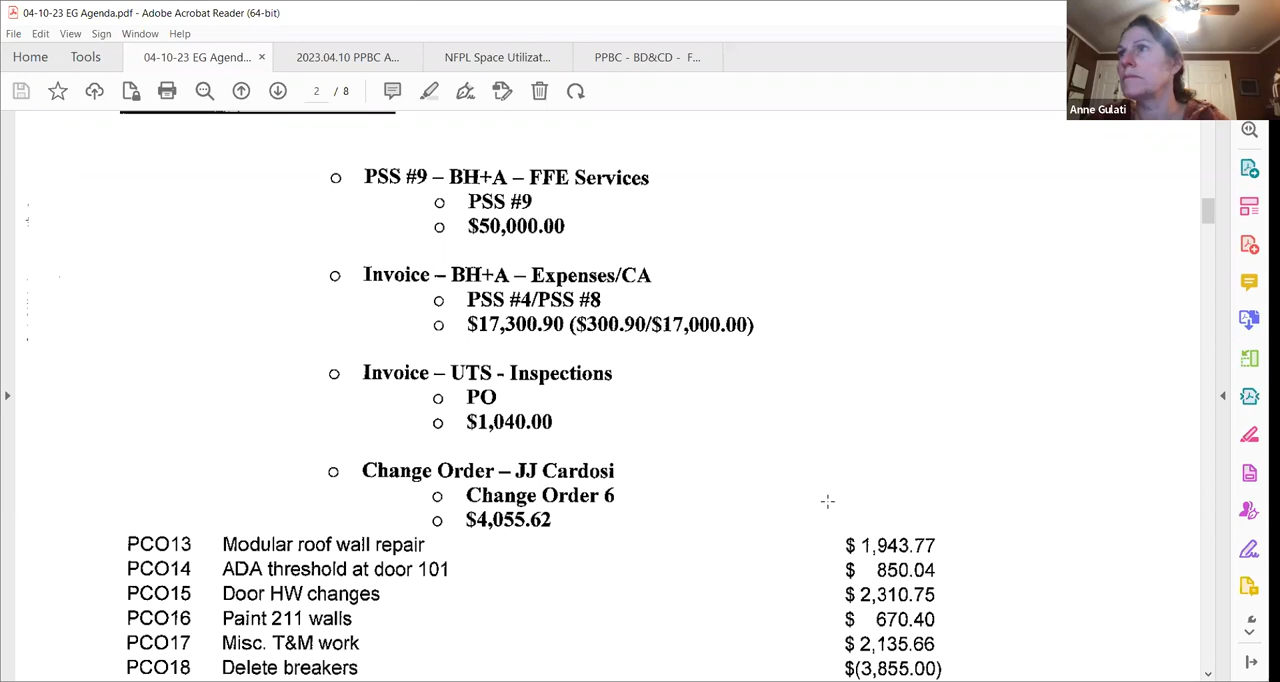 04-10-23 EG Agenda.pdf - Adobe Acrobat Reader (64-bit)
File Edit View Sign Window Help
Home Tools 04-10-23 EG Agend... × 2023.04.10 PPBC A... NFPL Space Utilizat... PPBC - BD&CD - F...
2 / 8
Anne Gulati
PSS #9 – BH+A – FFE Services
PSS #9
$50,000.00
Invoice – BH+A – Expenses/CA
PSS #4/PSS #8
$17,300.90 ($300.90/$17,000.00)
Invoice – UTS - Inspections
PO
$1,040.00
Change Order – JJ Cardosi
Change Order 6
$4,055.62
PCO13 Modular roof wall repair $ 1,943.77
PCO14 ADA threshold at door 101 $ 850.04
PCO15 Door HW changes $ 2,310.75
PCO16 Paint 211 walls $ 670.40
PCO17 Misc. T&M work $ 2,135.66
PCO18 Delete breakers $(3,855.00)